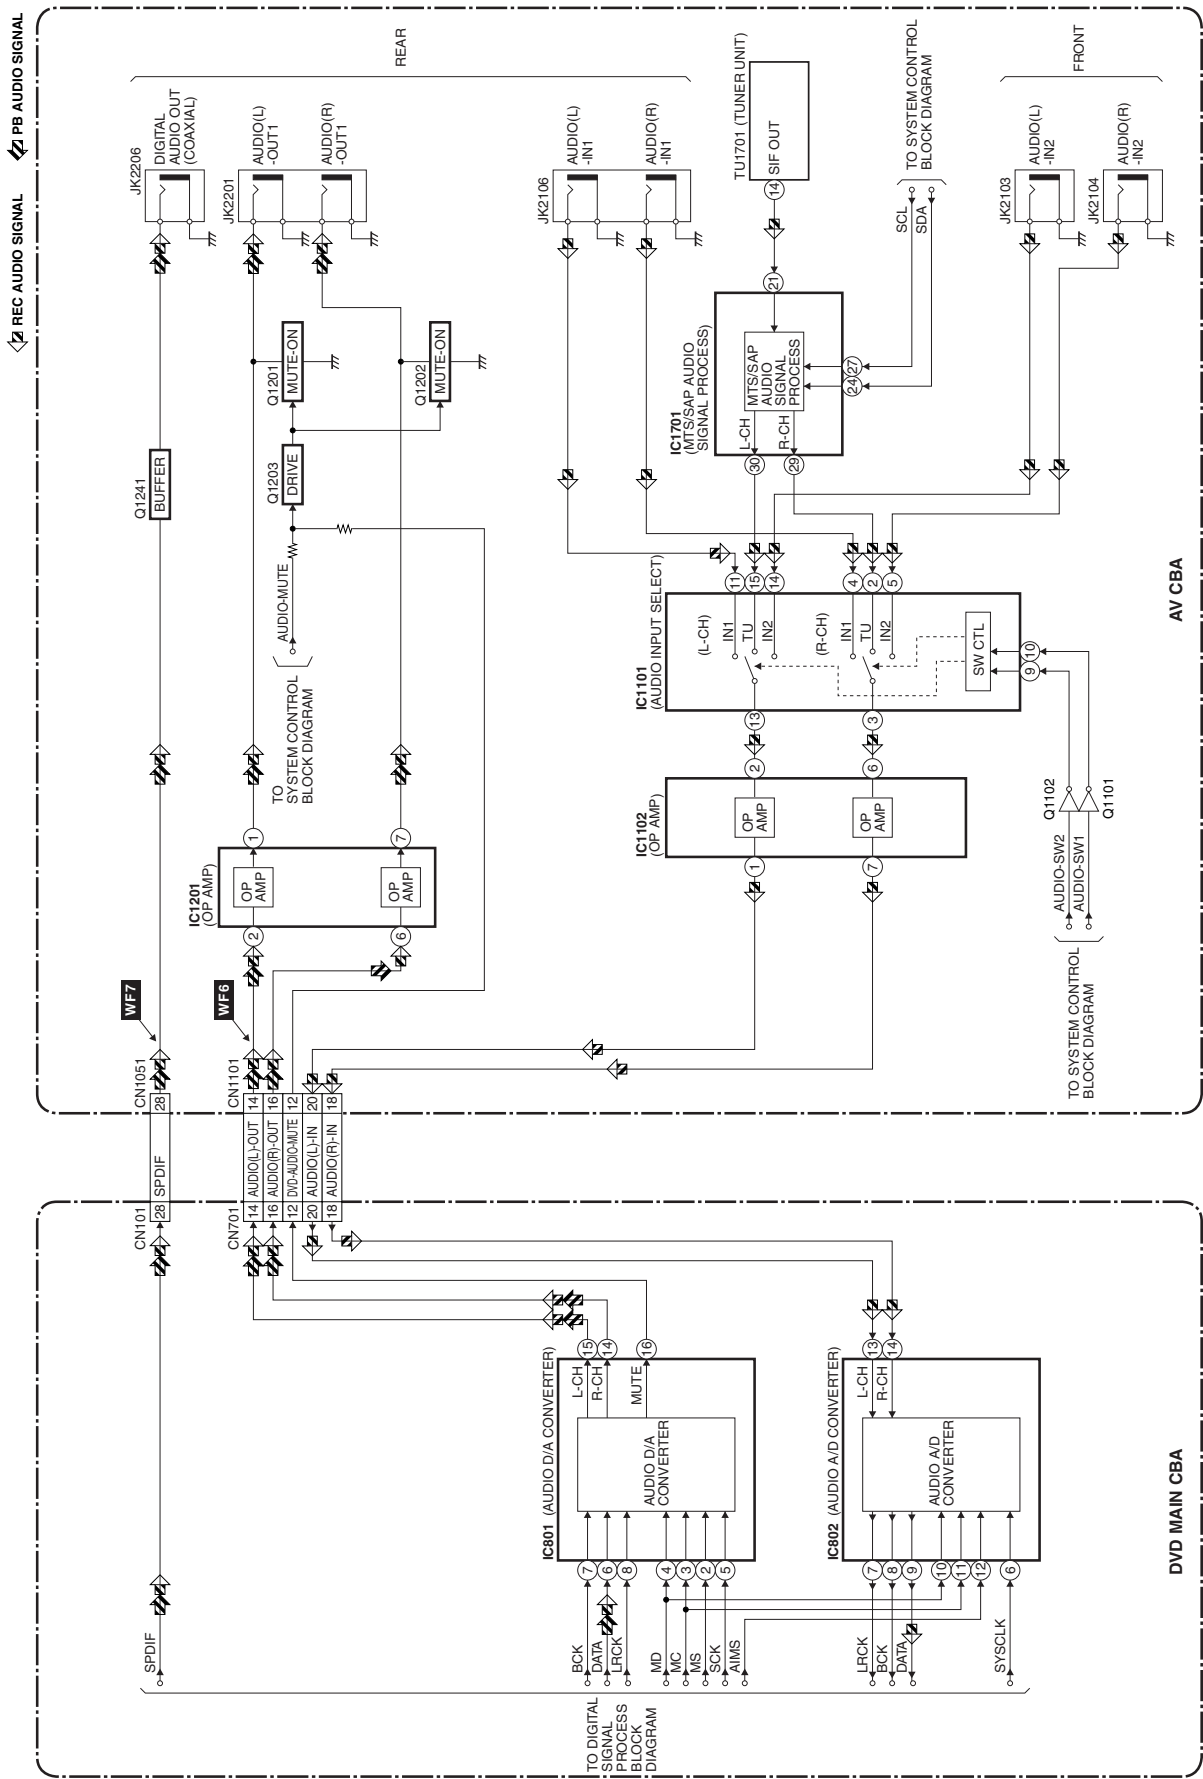 REC AUDIO SIGNAL
PB AUDIO SIGNAL
DVD MAIN CBA
AV CBA
SPDIF
TO DIGITAL
SIGNAL
PROCESS
BLOCK
DIAGRAM
BCK
DATA
LRCK
MD
MC
MS
SCK
AIMS
LRCK
BCK
DATA
SYSCLK
7
6
8
4
3
2
5
IC801 (AUDIO D/A CONVERTER)
AUDIO D/A
CONVERTER
L-CH
R-CH
MUTE
15
14
16
7
8
9
10
11
12
6
IC802 (AUDIO A/D CONVERTER)
AUDIO A/D
CONVERTER
L-CH
R-CH
13
14
CN101
28 SPDIF 28
CN1051
WF7
CN701
14 AUDIO(L)-OUT 14
16 AUDIO(R)-OUT 16
12 DVD-AUDIO-MUTE 12
20 AUDIO(L)-IN 20
18 AUDIO(R)-IN 18
CN1101
WF6
IC1201
(OP AMP)
2
OP
AMP
1
6
OP
AMP
7
TO
SYSTEM CONTROL
BLOCK DIAGRAM
AUDIO-MUTE
Q1241
BUFFER
Q1203
DRIVE
Q1201
MUTE-ON
Q1202
MUTE-ON
JK2206
DIGITAL
AUDIO OUT
(COAXIAL)
JK2201
AUDIO(L)
-OUT1
AUDIO(R)
-OUT1
REAR
JK2106
AUDIO(L)
-IN1
AUDIO(R)
-IN1
TU1701 (TUNER UNIT)
SIF OUT
14
21
IC1701
(MTS/SAP AUDIO
SIGNAL PROCESS)
MTS/SAP
AUDIO
SIGNAL
PROCESS
L-CH
R-CH
30
29
24
27
SCL
SDA
TO SYSTEM CONTROL
BLOCK DIAGRAM
JK2103
AUDIO(L)
-IN2
JK2104
AUDIO(R)
-IN2
FRONT
IC1101
(AUDIO INPUT SELECT)
(L-CH)
IN1
TU
IN2
11
15
14
(R-CH)
IN1
TU
IN2
4
2
5
SW CTL
9
10
13
3
IC1102
(OP AMP)
2
OP
AMP
1
6
OP
AMP
7
Q1102
Q1101
AUDIO-SW2
AUDIO-SW1
TO SYSTEM CONTROL
BLOCK DIAGRAM